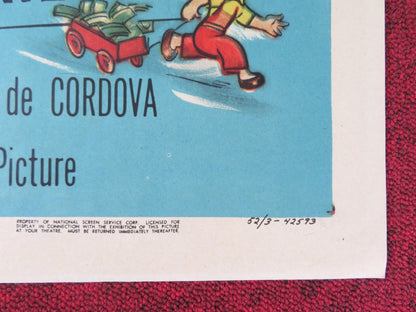 de CORDOVA
Picture
PROPERTY OF NATIONAL SCREEN SERVICE CORP. LICENSED FOR
DISPLAY IN CONNECTION WITH THE EXHIBITION OF THIS PICTURE
AT YOUR THEATRE. MUST BE RETURNED IMMEDIATELY THEREAFTER.
52/3-42593